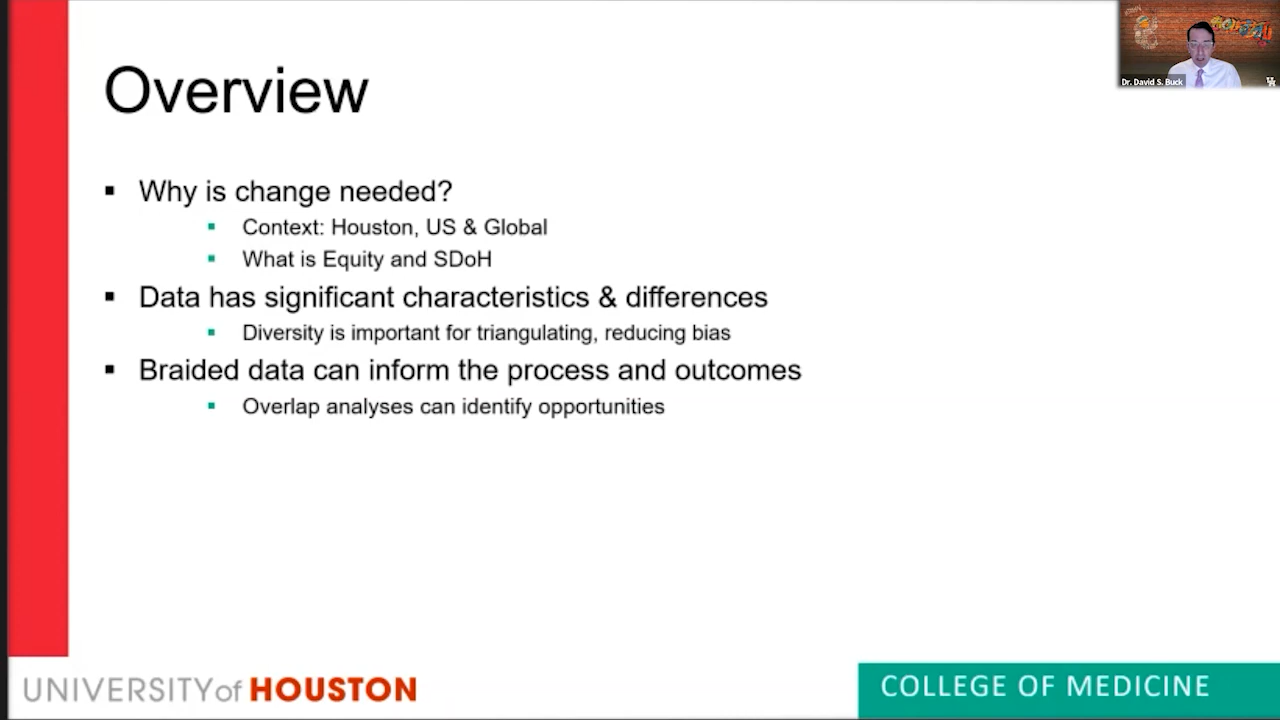 Overview
Dr. David S. Buck
Why is change needed?
Context: Houston, US & Global
What is Equity and SDoH
Data has significant characteristics & differences
Diversity is important for triangulating, reducing bias
Braided data can inform the process and outcomes
Overlap analyses can identify opportunities
UNIVERSITY of HOUSTON
COLLEGE OF MEDICINE